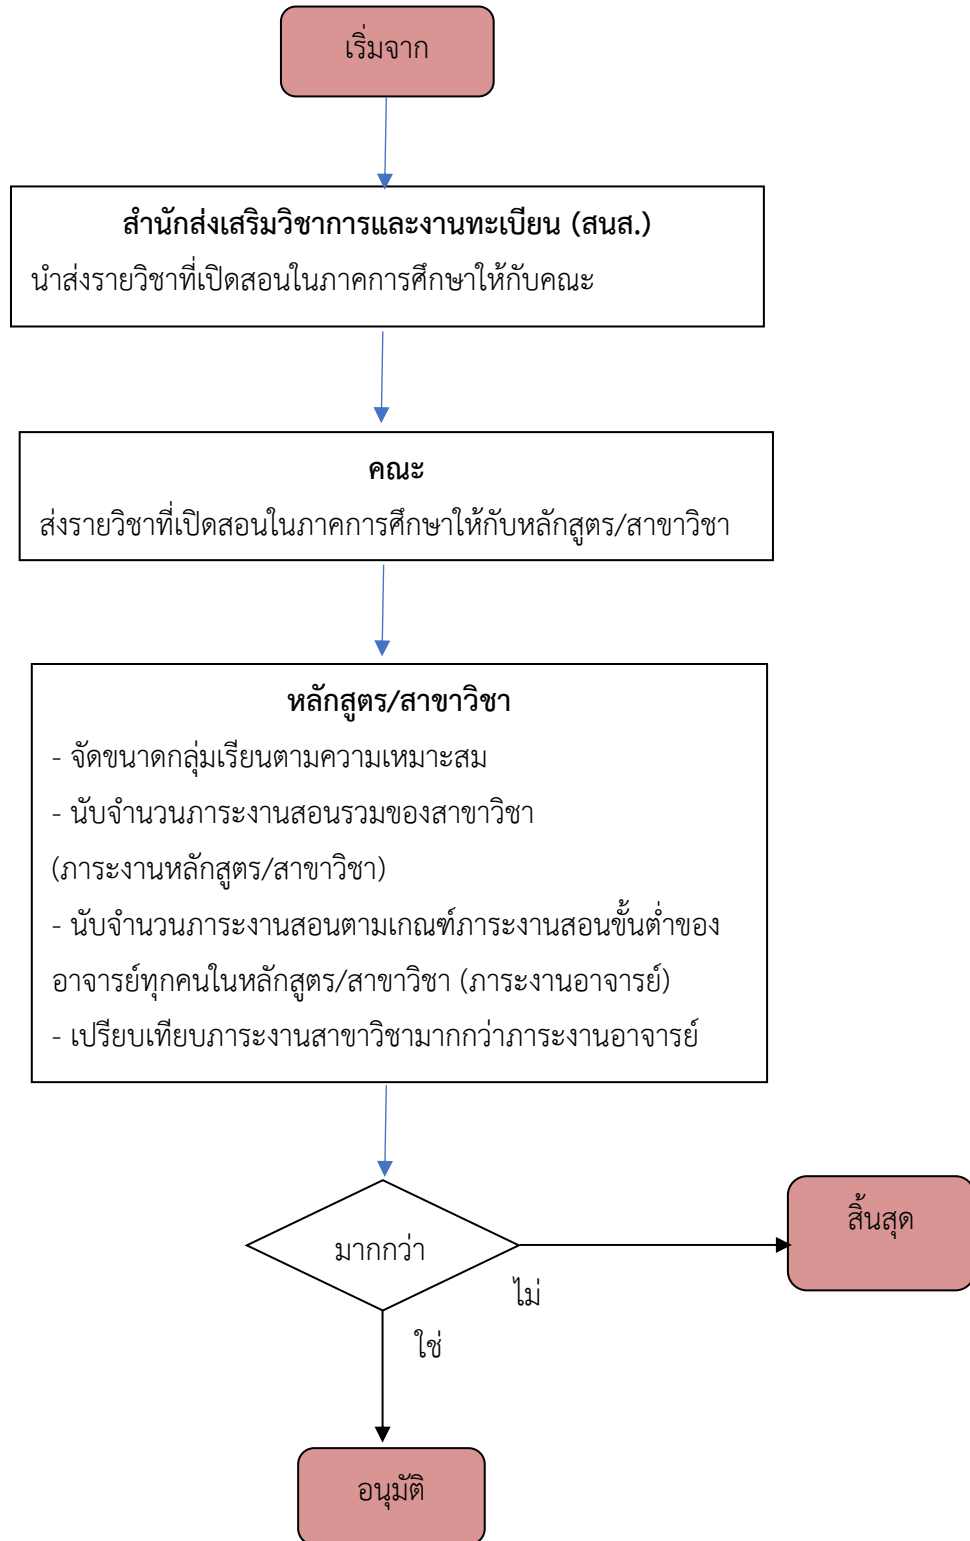 เริ่มจาก
สำนักส่งเสริมวิชาการและงานทะเบียน (สนส.)
นำส่งรายวิชาที่เปิดสอนในภาคการศึกษาให้กับคณะ
คณะ
ส่งรายวิชาที่เปิดสอนในภาคการศึกษาให้กับหลักสูตร/สาขาวิชา
หลักสูตร/สาขาวิชา
- จัดขนาดกลุ่มเรียนตามความเหมาะสม
- นับจำนวนภาระงานสอนรวมของสาขาวิชา
(ภาระงานหลักสูตร/สาขาวิชา)
- นับจำนวนภาระงานสอนตามเกณฑ์ภาระงานสอนขั้นต่ำของ
อาจารย์ทุกคนในหลักสูตร/สาขาวิชา (ภาระงานอาจารย์)
- เปรียบเทียบภาระงานสาขาวิชามากกว่าภาระงานอาจารย์
สิ้นสุด
มากกว่า
ไม่
ใช่
อนุมัติ